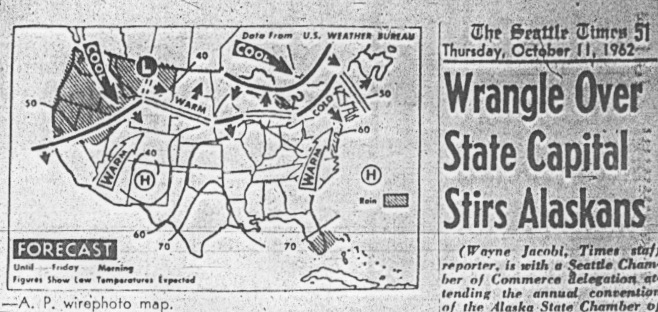 Data from U.S. WEATHER BUREAU
COOL
COOL
L
40
50
WARM
COLD
50
60
WARM
40
H
WARM
H
Rain
60
70
70
FORECAST
Until Friday Morning
Figures Show Low Temperatures Expected
—A. P. wirephoto map.
The Seattle Times 51
Thursday, October 11, 1962
Wrangle Over
State Capital
Stirs Alaskans
(Wayne Jacobi, Times staff
reporter, is with a Seattle Cham-
ber of Commerce delegation at-
tending the annual convention
of the Alaska State Chamber of